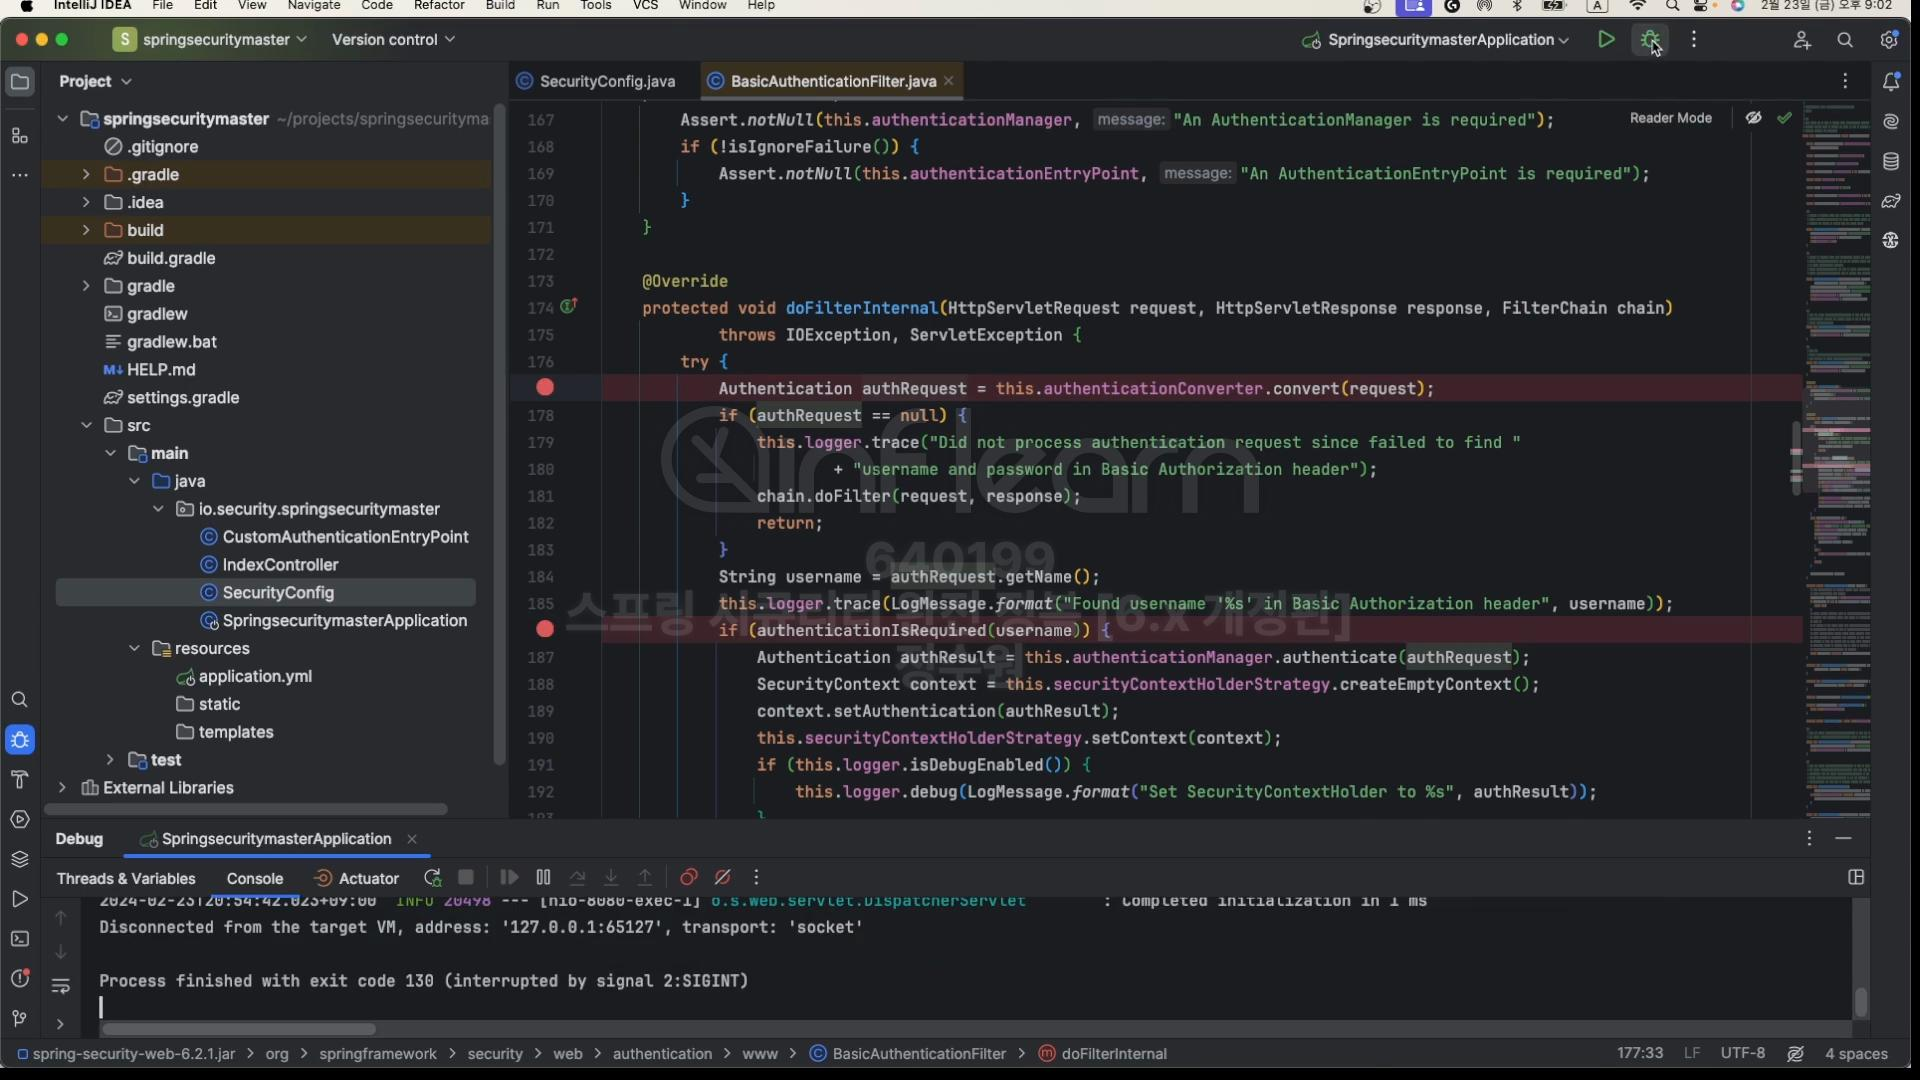 IntelliJ IDEA File Edit View Navigate Code Refactor Build Run Tools VCS Window Help A 2월 23일 (금) 오후 9:02
S springsecuritymaster Version control SpringsecuritymasterApplication
Project SecurityConfig.java BasicAuthenticationFilter.java
springsecuritymaster ~/projects/springsecurityma
.gitignore
.gradle
.idea
build
build.gradle
gradle
gradlew
gradlew.bat
HELP.md
settings.gradle
src
main
java
io.security.springsecuritymaster
CustomAuthenticationEntryPoint
IndexController
SecurityConfig
SpringsecuritymasterApplication
resources
application.yml
static
templates
test
External Libraries
Reader Mode
167 Assert.notNull(this.authenticationManager, message: "An AuthenticationManager is required");
168 if (!isIgnoreFailure()) {
169 Assert.notNull(this.authenticationEntryPoint, message: "An AuthenticationEntryPoint is required");
170 }
171 }
172
173 @Override
174 protected void doFilterInternal(HttpServletRequest request, HttpServletResponse response, FilterChain chain)
175 throws IOException, ServletException {
176 try {
Authentication authRequest = this.authenticationConverter.convert(request);
178 if (authRequest == null) {
179 this.logger.trace("Did not process authentication request since failed to find "
180 + "username and password in Basic Authorization header");
181 chain.doFilter(request, response);
182 return;
183 }
184 String username = authRequest.getName();
185 this.logger.trace(LogMessage.format("Found username '%s' in Basic Authorization header", username));
if (authenticationIsRequired(username)) {
187 Authentication authResult = this.authenticationManager.authenticate(authRequest);
188 SecurityContext context = this.securityContextHolderStrategy.createEmptyContext();
189 context.setAuthentication(authResult);
190 this.securityContextHolderStrategy.setContext(context);
191 if (this.logger.isDebugEnabled()) {
192 this.logger.debug(LogMessage.format("Set SecurityContextHolder to %s", authResult));
193 }
inflearn
640199
스프링 시큐리티 완전 정복 [6.x 개정판]
정수원
Debug SpringsecuritymasterApplication
Threads & Variables Console Actuator
2024-02-23T20:54:42.023+09:00 INFO 20498 --- [nio-8080-exec-1] o.s.web.servlet.DispatcherServlet : Completed initialization in 1 ms
Disconnected from the target VM, address: '127.0.0.1:65127', transport: 'socket'
Process finished with exit code 130 (interrupted by signal 2:SIGINT)
spring-security-web-6.2.1.jar > org > springframework > security > web > authentication > www > BasicAuthenticationFilter > doFilterInternal 177:33 LF UTF-8 4 spaces